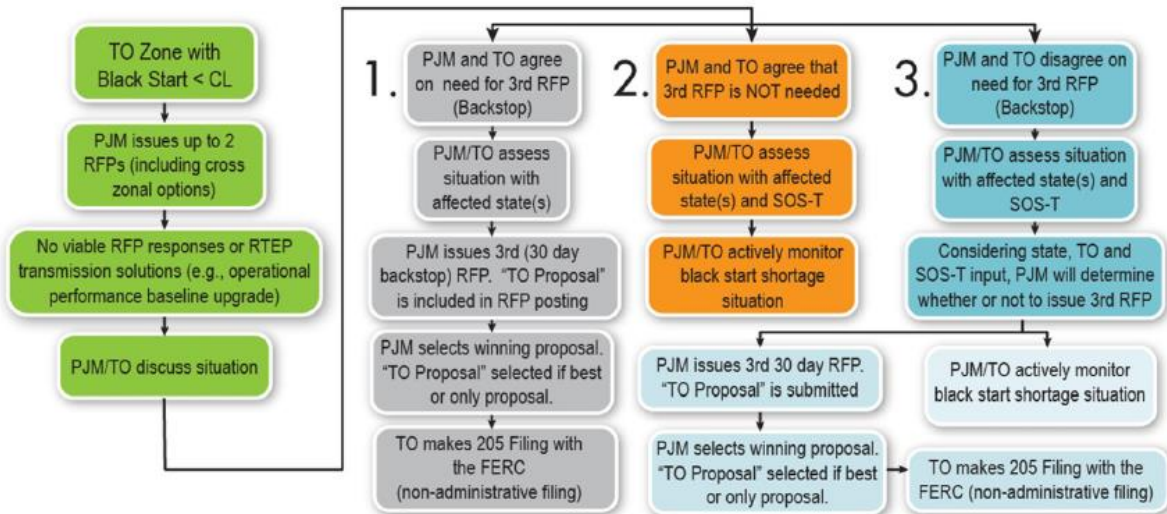 TO Zone with
Black Start < CL
PJM issues up to 2
RFPs (including cross
zonal options)
No viable RFP responses or RTEP
transmission solutions (e.g., operational
performance baseline upgrade)
PJM/TO discuss situation
1.
PJM and TO agree
on need for 3rd RFP
(Backstop)
PJM/TO assess
situation with
affected state(s)
PJM issues 3rd (30 day
backstop) RFP. “TO Proposal”
is included in RFP posting
PJM selects winning proposal.
“TO Proposal” selected if best
or only proposal.
TO makes 205 Filing with
the FERC
(non-administrative filing)
2.
PJM and TO agree that
3rd RFP is NOT needed
PJM/TO assess
situation with affected
state(s) and SOS-T
PJM/TO actively monitor
black start shortage
situation
3.
PJM and TO disagree on
need for 3rd RFP
(Backstop)
PJM/TO assess situation
with affected state(s) and
SOS-T
Considering state, TO and
SOS-T input, PJM will determine
whether or not to issue 3rd RFP
PJM issues 3rd 30 day RFP.
“TO Proposal” is submitted
PJM/TO actively monitor
black start shortage situation
PJM selects winning proposal.
“TO Proposal” selected if best
or only proposal.
TO makes 205 Filing with the
FERC (non-administrative filing)